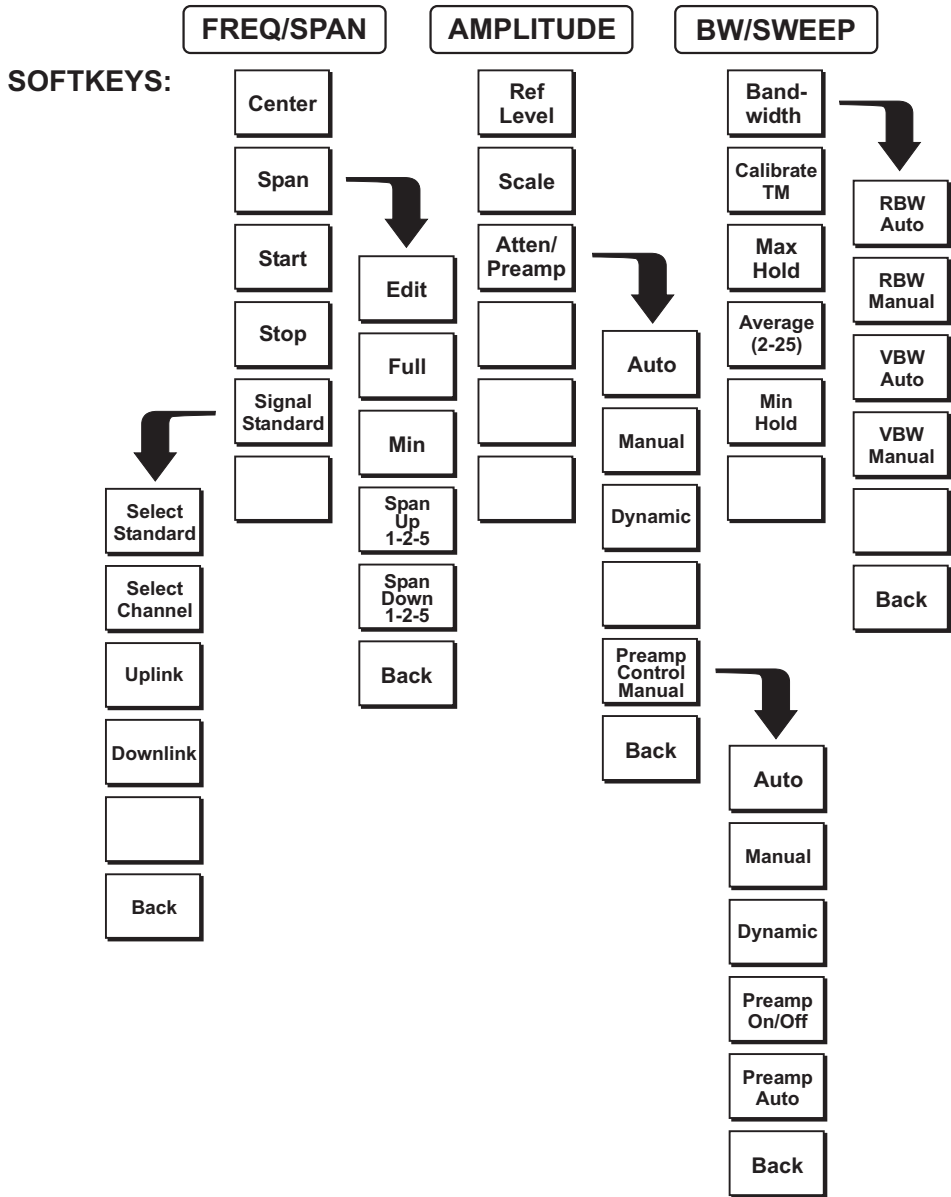 FREQ/SPAN
AMPLITUDE
BW/SWEEP
SOFTKEYS:
Center
Span
Start
Stop
Signal
Standard
Select
Standard
Select
Channel
Uplink
Downlink
Back
Edit
Full
Min
Span
Up
1-2-5
Span
Down
1-2-5
Back
Ref
Level
Scale
Atten/
Preamp
Auto
Manual
Dynamic
Preamp
Control
Manual
Back
Auto
Manual
Dynamic
Preamp
On/Off
Preamp
Auto
Back
Band-
width
Calibrate
TM
Max
Hold
Average
(2-25)
Min
Hold
RBW
Auto
RBW
Manual
VBW
Auto
VBW
Manual
Back